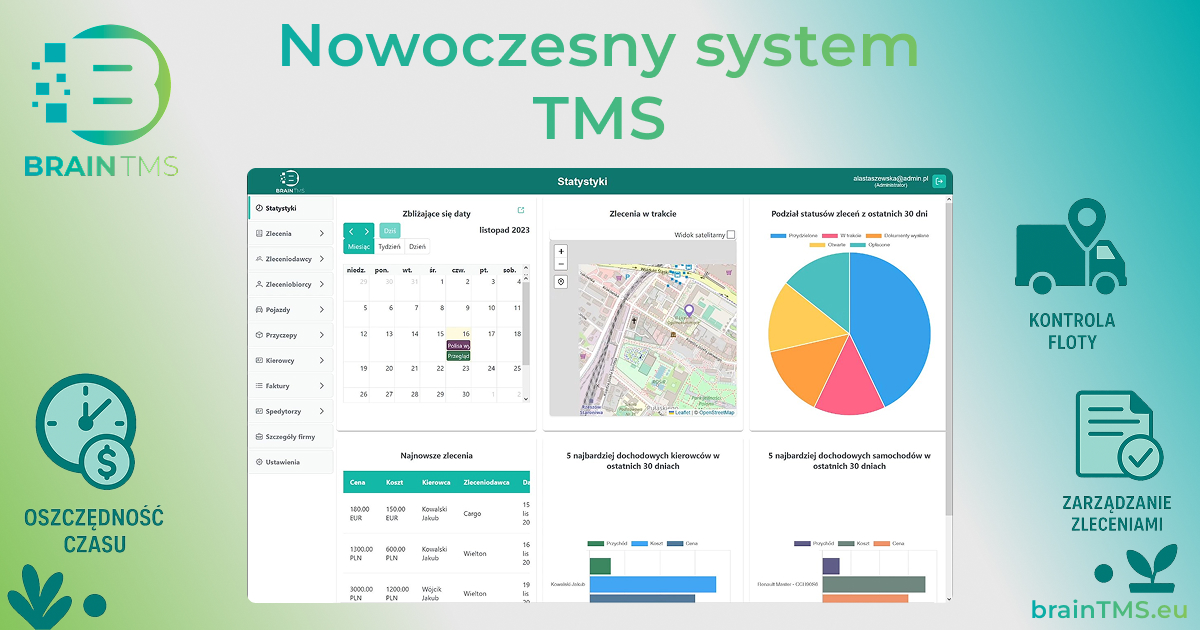 Nowoczesny system
TMS
BRAIN TMS
BRAIN TMS
Statystyki
alastaszewska@admin.pl
(Administrator)
Statystyki
Zlecenia
Zleceniodawcy
Zleceniobiorcy
Pojazdy
Przyczepy
Kierowcy
Faktury
Spedytorzy
Szczegóły firmy
Ustawienia
Zbliżające się daty
Dziś
listopad 2023
Miesiąc Tydzień Dzień
niedz. pon. wt. śr. czw. pt. sob.
29 30 31 1 2 3 4
5 6 7 8 9 10 11
12 13 14 15 16 17 18
Polisa
Przegląd
19 20 21 22 23 24 25
26 27 28 29 30 1 2
Zlecenia w trakcie
Widok satelitarny
+
−
Leaflet | © OpenStreetMap
Podział statusów zleceń z ostatnich 30 dni
Przydzielone W trakcie Dokumenty wysłane
Otwarte Opłacone
Najnowsze zlecenia
Cena Koszt Kierowca Zleceniodawca Da
180.00 EUR 150.00 EUR Kowalski Jakub Cargo 15 lis 20
1300.00 PLN 600.00 PLN Kowalski Jakub Wielton 16 lis 20
3000.00 PLN 1200.00 PLN Wójcik Jakub Wielton 19 lis 20
5 najbardziej dochodowych kierowców w
ostatnich 30 dniach
Przychód Koszt Cena
Kowalski Jakub
5 najbardziej dochodowych samochodów w
ostatnich 30 dniach
Przychód Koszt Cena
KONTROLA
FLOTY
ZARZĄDZANIE
ZLECENIAMI
OSZCZĘDNOŚĆ
CZASU
brainTMS.eu